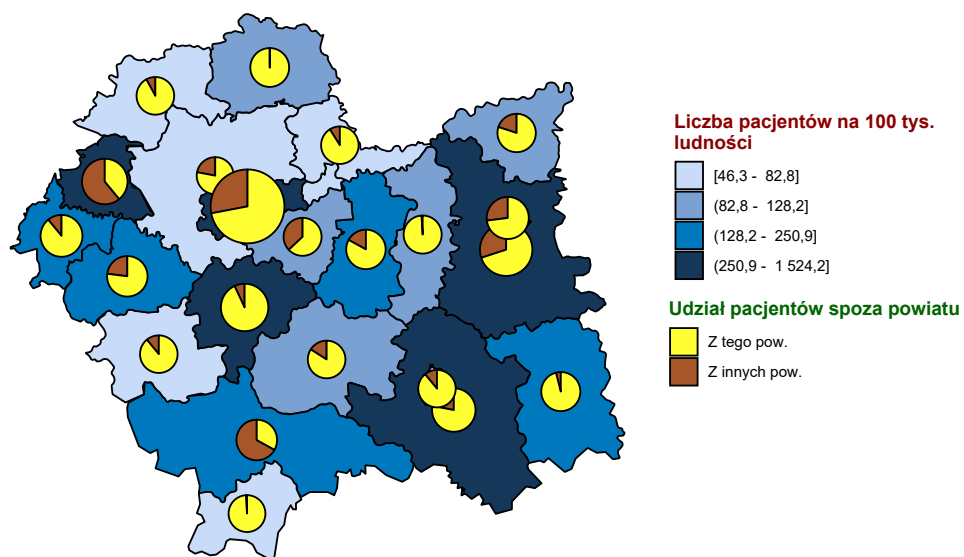 Liczba pacjentów na 100 tys.
ludności
[46,3 - 82,8]
(82,8 - 128,2]
(128,2 - 250,9]
(250,9 - 1 524,2]
Udział pacjentów spoza powiatu
Z tego pow.
Z innych pow.